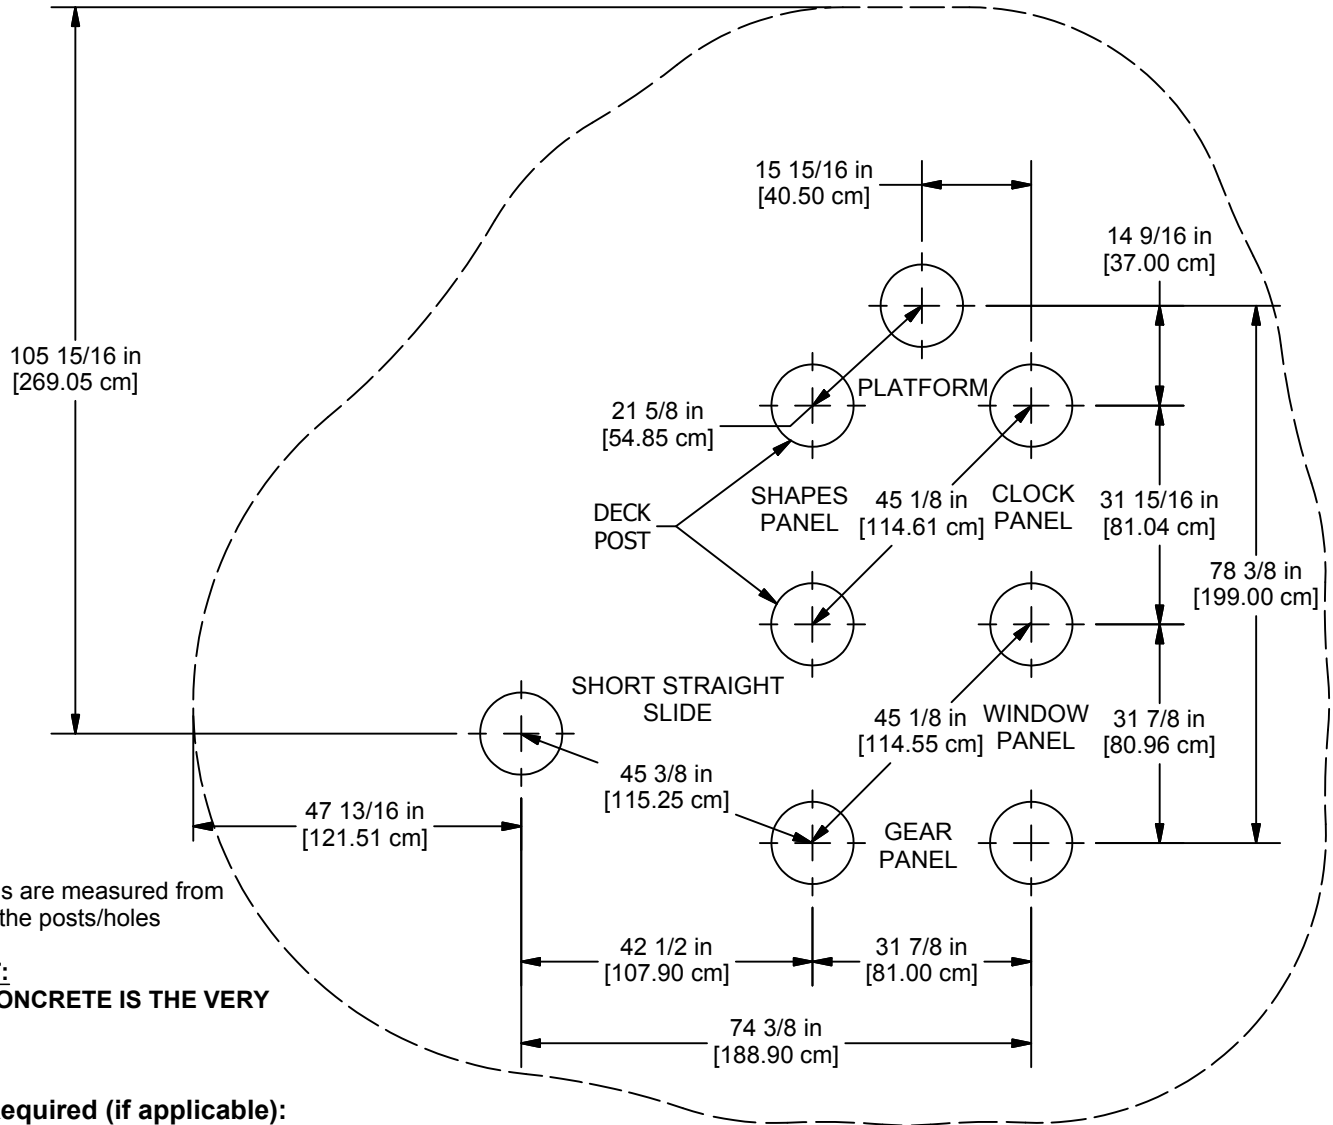 15 15/16 in
[40.50 cm]
14 9/16 in
[37.00 cm]
105 15/16 in
[269.05 cm]
PLATFORM
21 5/8 in
[54.85 cm]
SHAPES
PANEL
45 1/8 in
[114.61 cm]
CLOCK
PANEL
31 15/16 in
[81.04 cm]
DECK
POST
78 3/8 in
[199.00 cm]
SHORT STRAIGHT
SLIDE
45 1/8 in
[114.55 cm]
WINDOW
PANEL
31 7/8 in
[80.96 cm]
45 3/8 in
[115.25 cm]
47 13/16 in
[121.51 cm]
GEAR
PANEL
s are measured from
the posts/holes
42 1/2 in
[107.90 cm]
31 7/8 in
[81.00 cm]
ONCRETE IS THE VERY
74 3/8 in
[188.90 cm]
equired (if applicable):